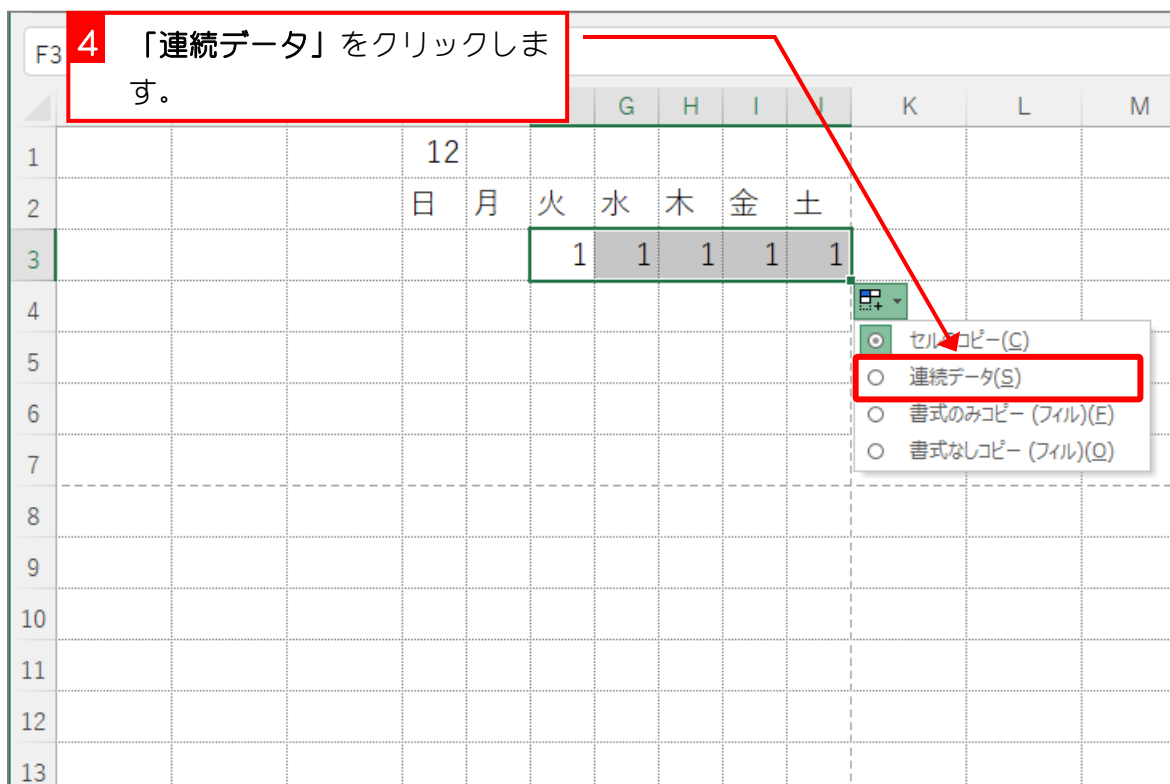 F3
4 「連続データ」をクリックしま
す。
G H I J K L M
1 12
2 日 月 火 水 木 金 土
3 1 1 1 1 1
4
セルのコピー(C)
5
連続データ(S)
6 書式のみコピー (フィル)(F)
7 書式なしコピー (フィル)(O)
8
9
10
11
12
13